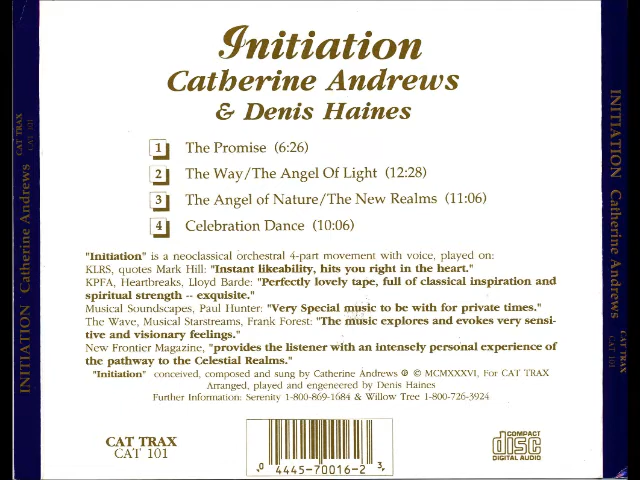 Initiation
Catherine Andrews
& Denis Haines
1 The Promise (6:26)
2 The Way/The Angel Of Light (12:28)
3 The Angel of Nature/The New Realms (11:06)
4 Celebration Dance (10:06)
"Initiation" is a neoclassical orchestral 4-part movement with voice, played on:
KLRS, quotes Mark Hill: "Instant likeability, hits you right in the heart."
KPFA, Heartbreaks, Lloyd Barde: "Perfectly lovely tape, full of classical inspiration and
spiritual strength -- exquisite."
Musical Soundscapes, Paul Hunter: "Very Special music to be with for private times."
The Wave, Musical Starstreams, Frank Forest: "The music explores and evokes very sensi-
tive and visionary feelings."
New Frontier Magazine, "provides the listener with an intensely personal experience of
the pathway to the Celestial Realms."
"Initiation" conceived, composed and sung by Catherine Andrews ℗ © MCMXXXVI, For CAT TRAX
Arranged, played and engeneered by Denis Haines
Further Information: Serenity 1-800-869-1684 & Willow Tree 1-800-726-3924
CAT TRAX
CAT 101
0 4445-70016-2 3
COMPACT
disc
DIGITAL AUDIO
INITIATION Catherine Andrews CAT TRAX
CAT 101
INITIATION Catherine Andrews CAT TRAX
CAT 101